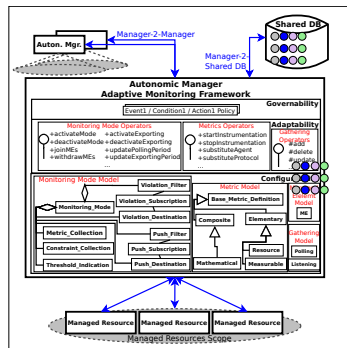 Manager-2-Manager
Shared DB
Auton. Mgr.
Manager-2-
Shared DB
Autonomic Manager
Adaptive Monitoring Framework
Governability
Event1 / Condition1 / Action1 Policy
Adaptability
Monitoring Mode Operators
+activateMode
+activateExporting
+deactivateMode
+deactivateExporting
+joinMEs
+updatePollingPeriod
+withdrawMEs
+updateExportingPeriod
...
Metrics Operators
+startInstrumentation
+stopInstrumentation
+substituteAgent
+substituteProtocol
...
Gathering
Operators
#add
#delete
#update
Monitoring Mode Model
Monitoring_Mode
Metric_Collection
Constraint_Collection
Threshold_Indication
Violation_Filter
Violation_Subscription
Violation_Destination
Push_Filter
Push_Subscription
Push_Destination
Metric Model
Base_Metric_Definition
Composite
Elementary
Resource
Mathematical
Measurable
Model
ME
Gathering
Model
Polling
Listening
Managed Resource
Managed Resource
Managed Resource
Managed Resources Scope